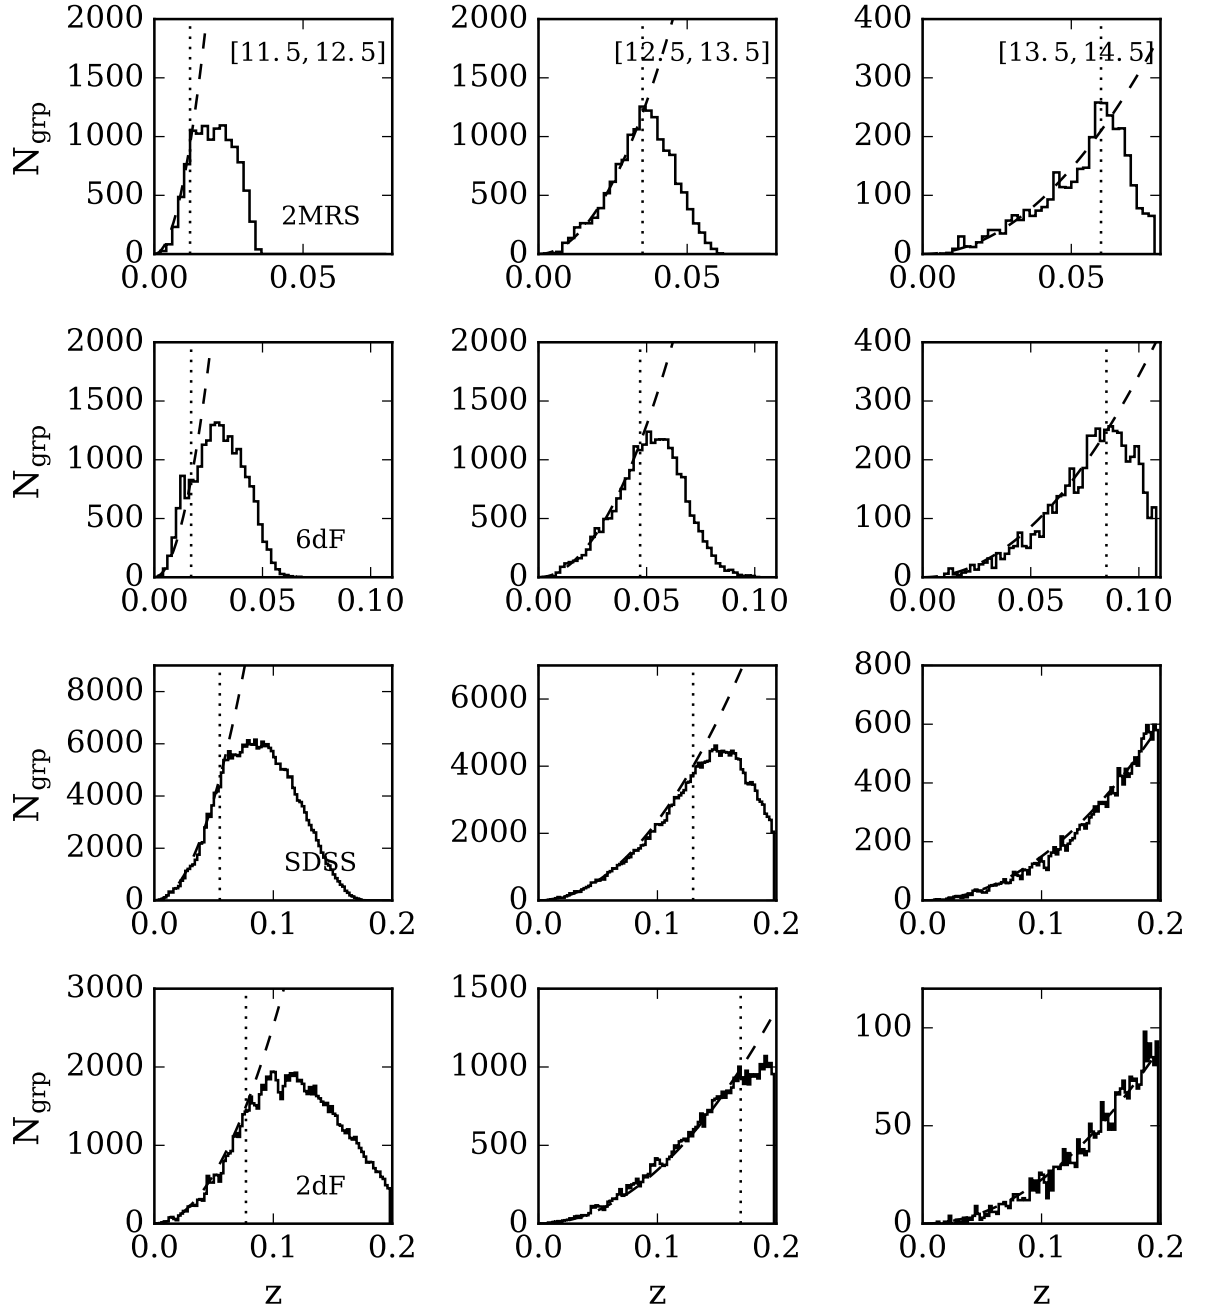 2000 2000 400
[11.5, 12.5] [12.5, 13.5] [13.5, 14.5]
1500 1500 300
N_grp 1000 1000 200
500 2MRS 500 100
0 0 0
0.00 0.05 0.00 0.05 0.00 0.05
2000 2000 400
1500 1500 300
N_grp 1000 1000 200
500 6dF 500 100
0 0 0
0.00 0.05 0.10 0.00 0.05 0.10 0.00 0.05 0.10
8000 6000 800
6000 600
N_grp 4000 4000 400
2000 SDSS 2000 200
0 0 0
0.0 0.1 0.2 0.0 0.1 0.2 0.0 0.1 0.2
3000 1500
100
2000 1000
N_grp 1000 500 50
2dF
0 0 0
0.0 0.1 0.2 0.0 0.1 0.2 0.0 0.1 0.2
z z z